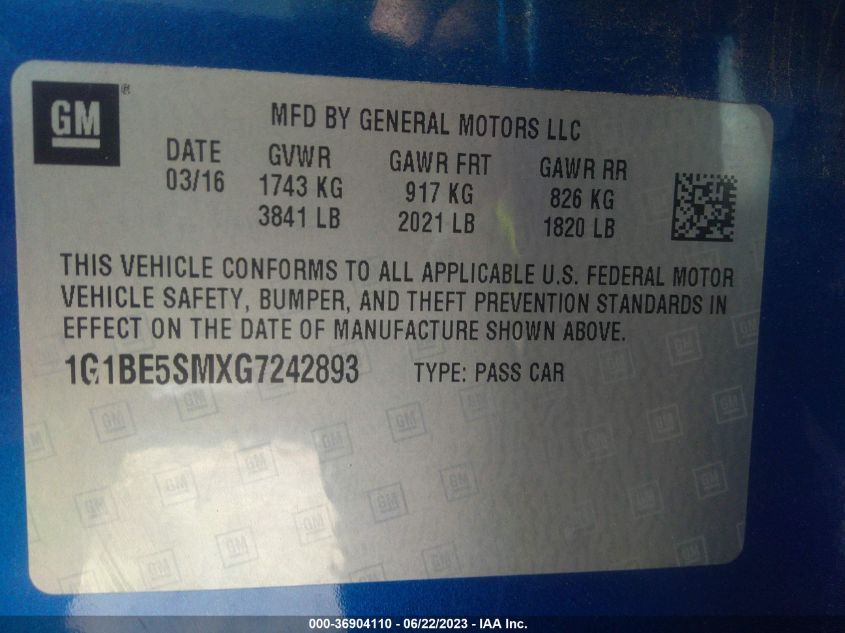 GM®
MFD BY GENERAL MOTORS LLC
DATE GVWR GAWR FRT GAWR RR
03/16 1743 KG 917 KG 826 KG
3841 LB 2021 LB 1820 LB
THIS VEHICLE CONFORMS TO ALL APPLICABLE U.S. FEDERAL MOTOR
VEHICLE SAFETY, BUMPER, AND THEFT PREVENTION STANDARDS IN
EFFECT ON THE DATE OF MANUFACTURE SHOWN ABOVE.
1G1BE5SMXG7242893 TYPE: PASS CAR
000-36904110 - 06/22/2023 - IAA Inc.